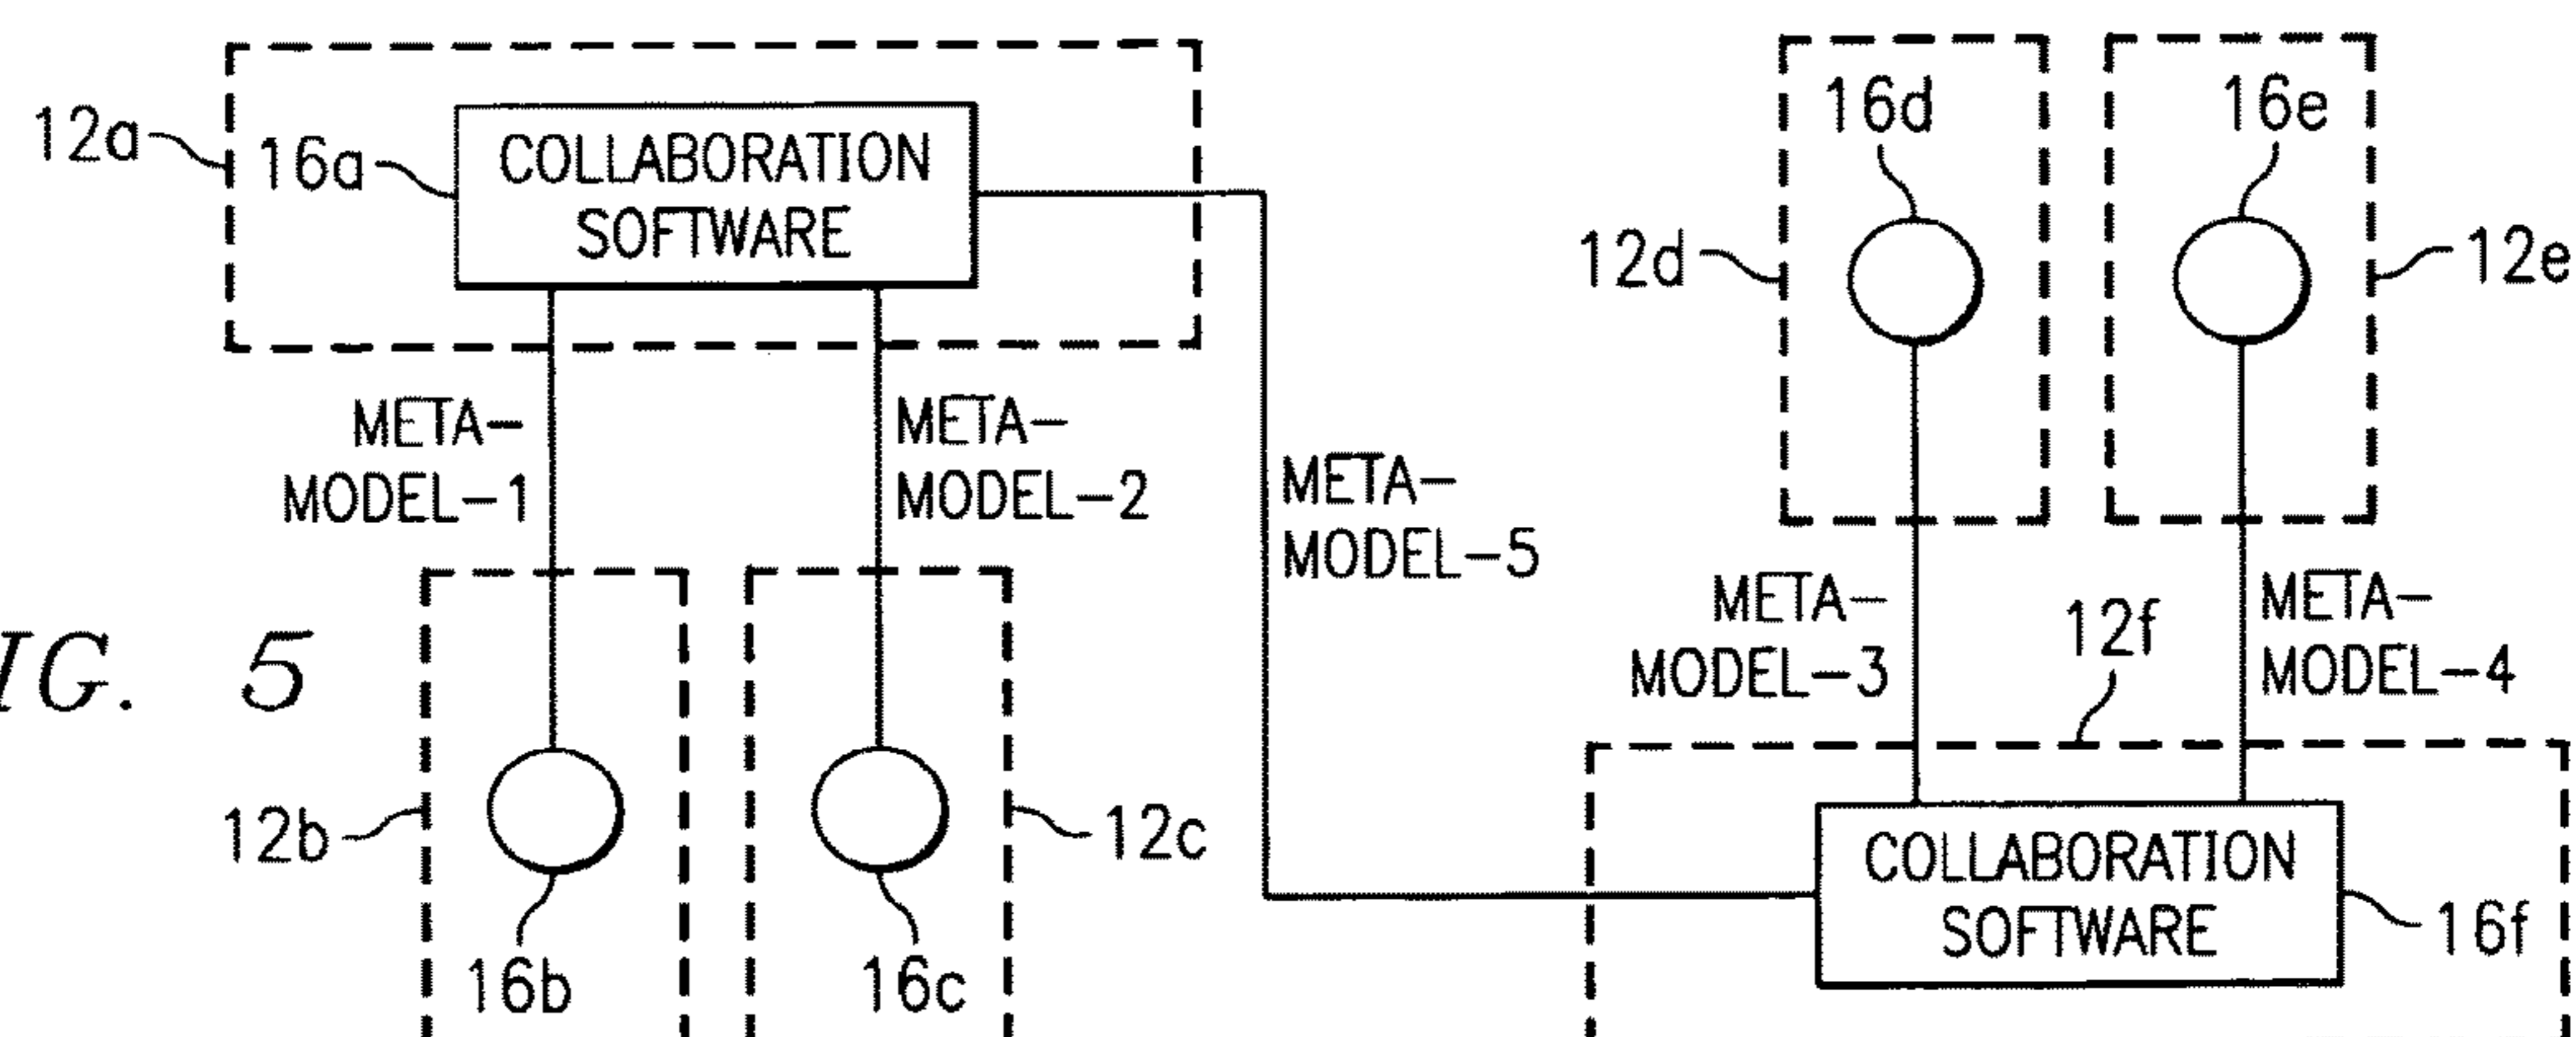 12a
16a
COLLABORATION
SOFTWARE
META-
MODEL-1
META-
MODEL-2
META-
MODEL-5
12b
16b
16c
12c
IG. 5
16d
16e
12d
12e
META-
MODEL-3
12f
META-
MODEL-4
COLLABORATION
SOFTWARE
16f